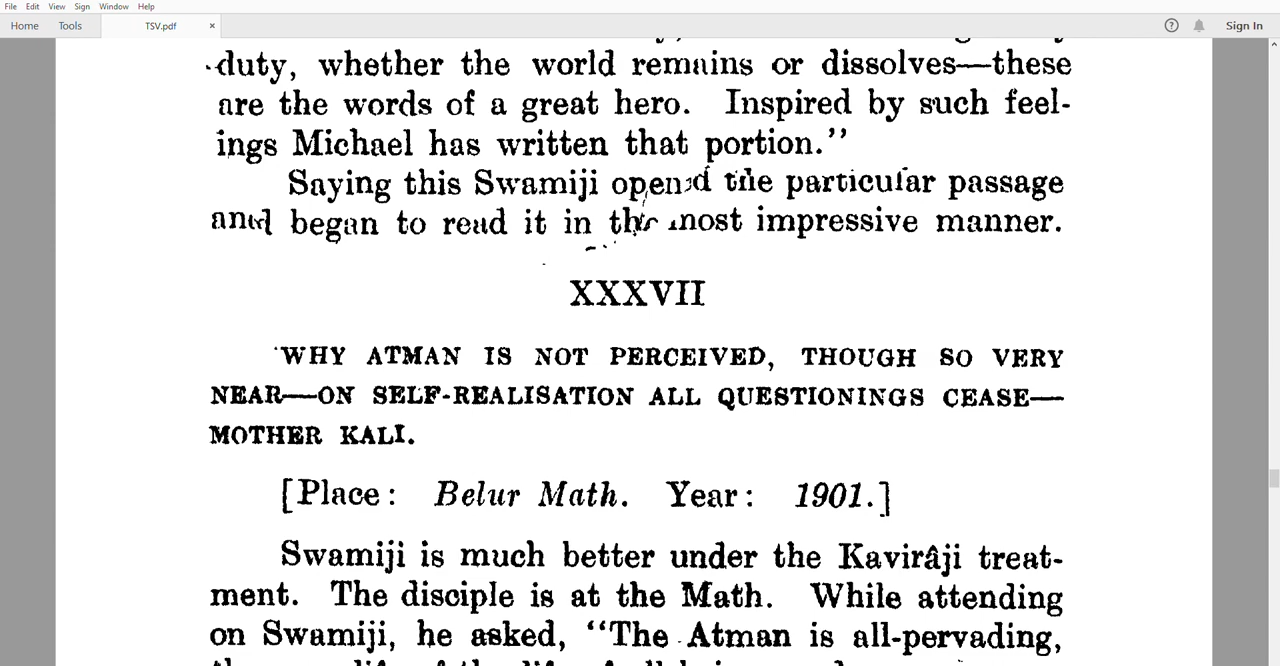 File Edit View Sign Window Help
Home Tools TSV.pdf × ? Sign In
duty, whether the world remains or dissolves—these
are the words of a great hero. Inspired by such feel-
ings Michael has written that portion.”
Saying this Swamiji opened the particular passage
and began to read it in the most impressive manner.
XXXVII
WHY ATMAN IS NOT PERCEIVED, THOUGH SO VERY
NEAR—ON SELF-REALISATION ALL QUESTIONINGS CEASE—
MOTHER KALI.
[Place: Belur Math. Year: 1901.]
Swamiji is much better under the Kavirâji treat-
ment. The disciple is at the Math. While attending
on Swamiji, he asked, “The Atman is all-pervading,